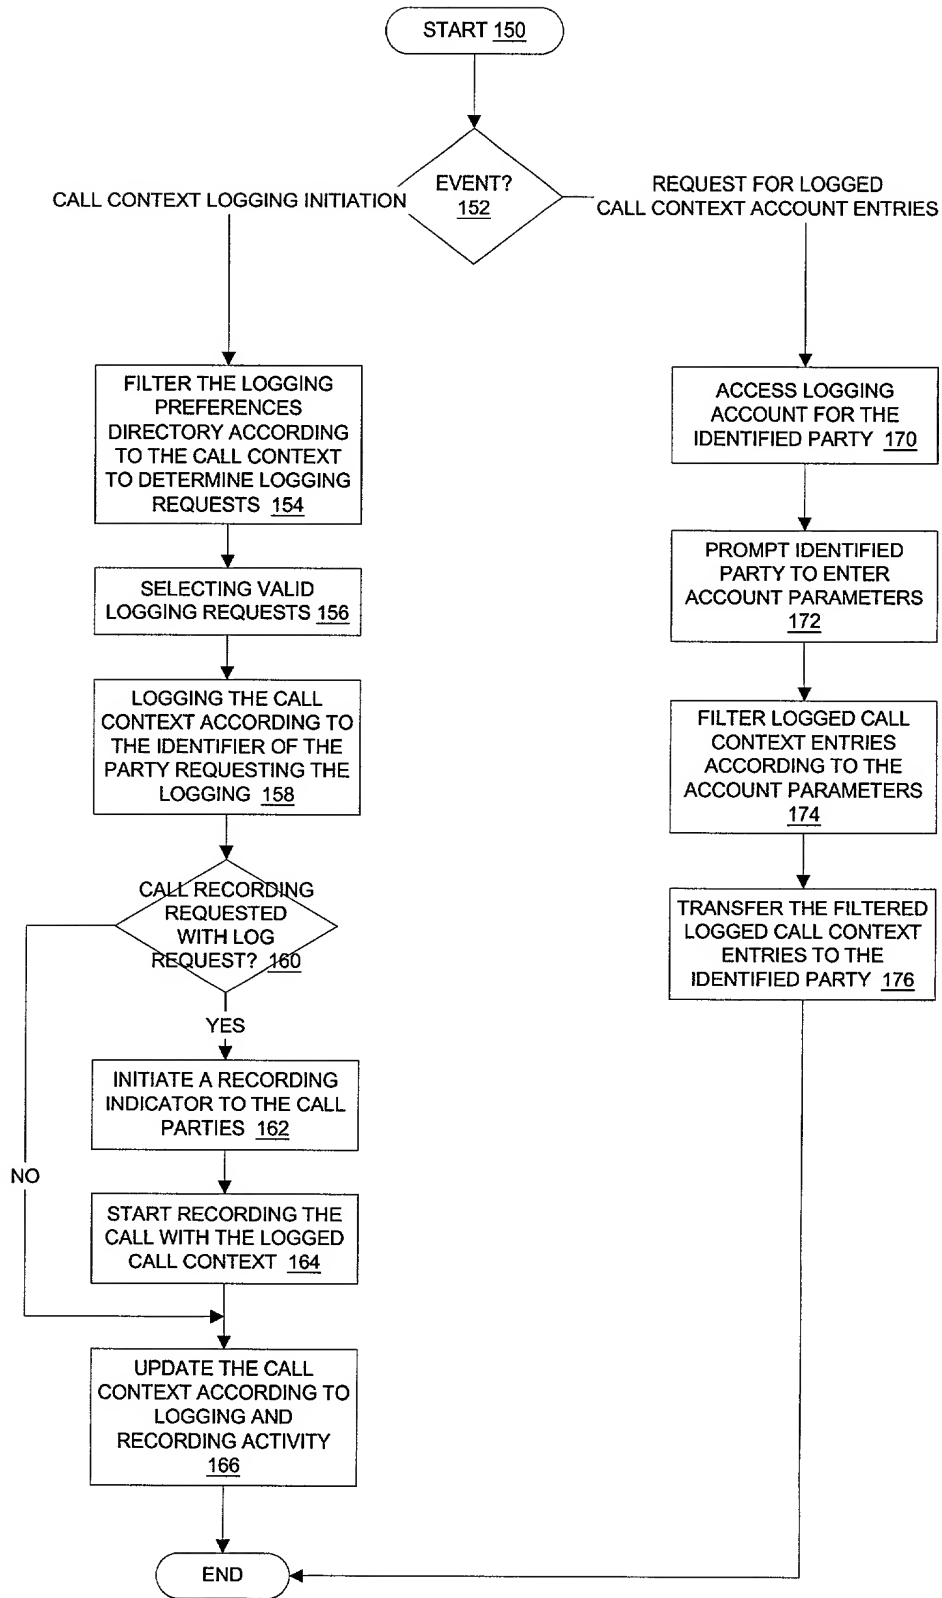 START 150
EVENT?
152
CALL CONTEXT LOGGING INITIATION
REQUEST FOR LOGGED
CALL CONTEXT ACCOUNT ENTRIES
FILTER THE LOGGING
PREFERENCES
DIRECTORY ACCORDING
TO THE CALL CONTEXT
TO DETERMINE LOGGING
REQUESTS 154
SELECTING VALID
LOGGING REQUESTS 156
LOGGING THE CALL
CONTEXT ACCORDING TO
THE IDENTIFIER OF THE
PARTY REQUESTING THE
LOGGING 158
CALL RECORDING
REQUESTED
WITH LOG
REQUEST? 160
YES
INITIATE A RECORDING
INDICATOR TO THE CALL
PARTIES 162
NO
START RECORDING THE
CALL WITH THE LOGGED
CALL CONTEXT 164
UPDATE THE CALL
CONTEXT ACCORDING TO
LOGGING AND
RECORDING ACTIVITY
166
ACCESS LOGGING
ACCOUNT FOR THE
IDENTIFIED PARTY 170
PROMPT IDENTIFIED
PARTY TO ENTER
ACCOUNT PARAMETERS
172
FILTER LOGGED CALL
CONTEXT ENTRIES
ACCORDING TO THE
ACCOUNT PARAMETERS
174
TRANSFER THE FILTERED
LOGGED CALL CONTEXT
ENTRIES TO THE
IDENTIFIED PARTY 176
END